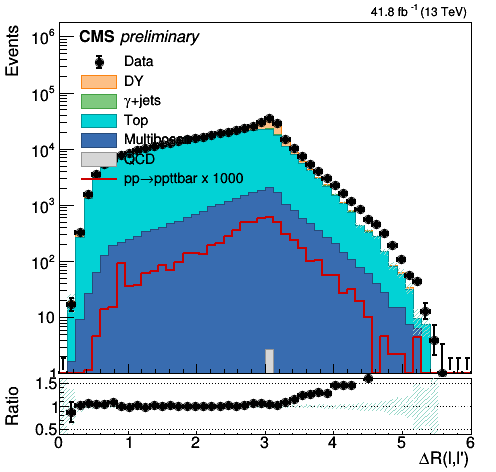 41.8 fb⁻¹ (13 TeV)
Events
10⁶
10⁵
10⁴
10³
10²
10
1
CMS preliminary
Data
DY
γ+jets
Top
Multiboson
QCD
pp→ppttbar x 1000
Ratio
1.5
1
0.5
0 1 2 3 4 5 6
ΔR(l,l')